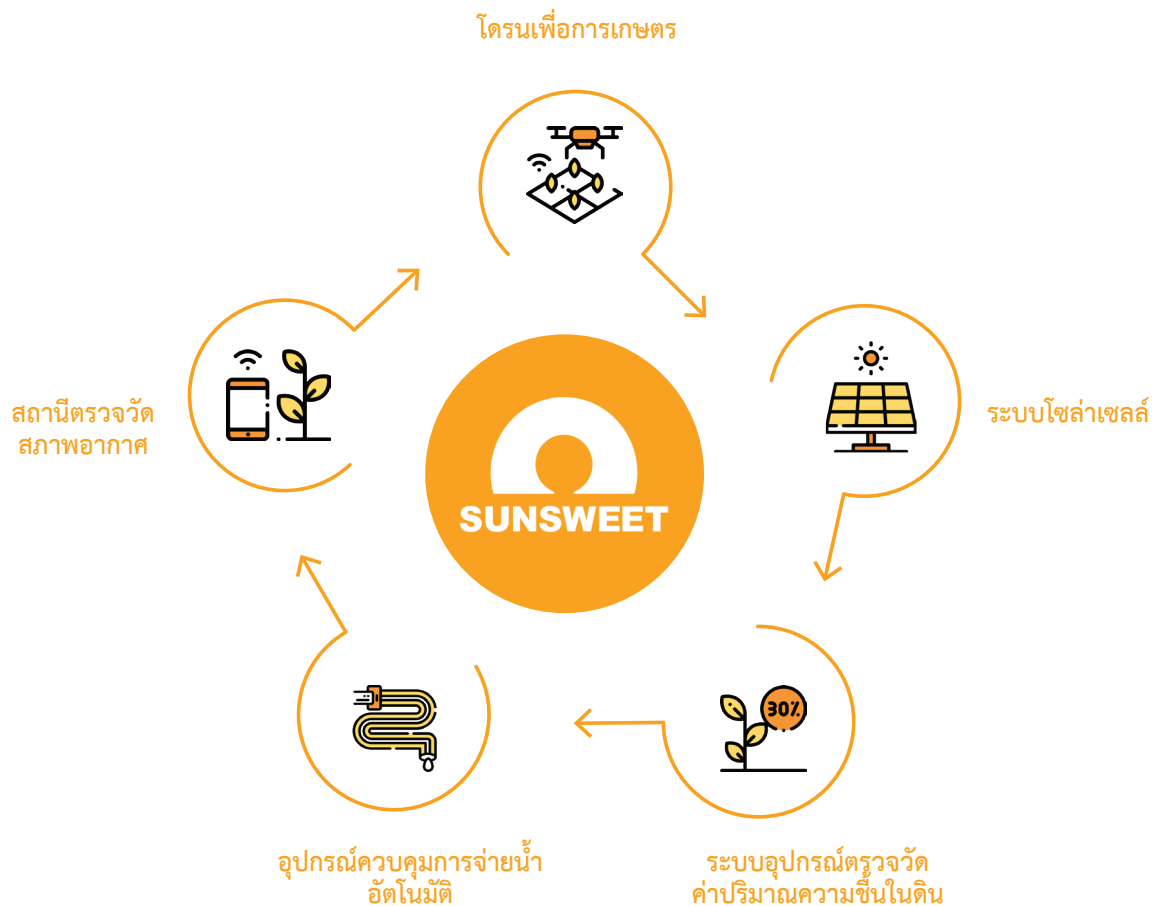 โดรนเพื่อการเกษตร
สถานีตรวจวัด
สภาพอากาศ
ระบบโซล่าเซลล์
SUNSWEET
30%
อุปกรณ์ควบคุมการจ่ายน้ำ
อัตโนมัติ
ระบบอุปกรณ์ตรวจวัด
ค่าปริมาณความชื้นในดิน